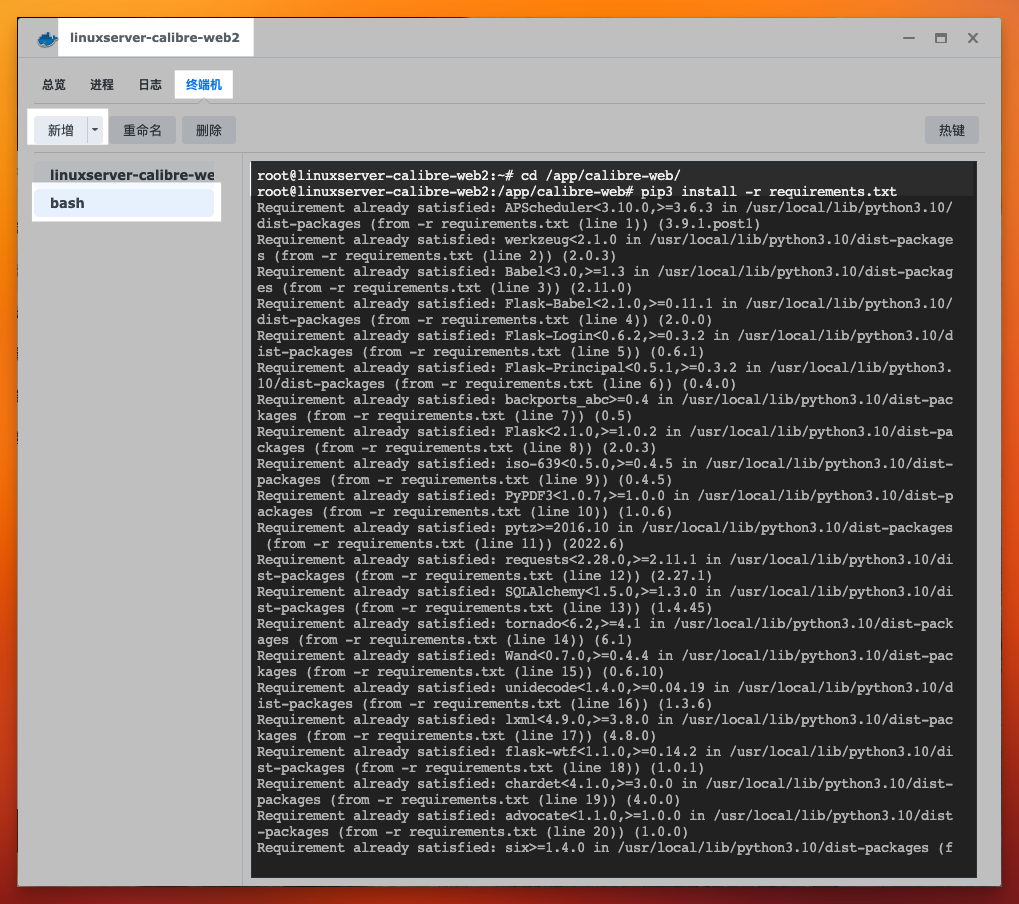 linuxserver-calibre-web2
总览 进程 日志 终端机
新增 重命名 删除 热键
linuxserver-calibre-we
bash
root@linuxserver-calibre-web2:~# cd /app/calibre-web/
root@linuxserver-calibre-web2:/app/calibre-web# pip3 install -r requirements.txt
Requirement already satisfied: APScheduler<3.10.0,>=3.6.3 in /usr/local/lib/python3.10/
dist-packages (from -r requirements.txt (line 1)) (3.9.1.post1)
Requirement already satisfied: werkzeug<2.1.0 in /usr/local/lib/python3.10/dist-package
s (from -r requirements.txt (line 2)) (2.0.3)
Requirement already satisfied: Babel<3.0,>=1.3 in /usr/local/lib/python3.10/dist-packag
es (from -r requirements.txt (line 3)) (2.11.0)
Requirement already satisfied: Flask-Babel<2.1.0,>=0.11.1 in /usr/local/lib/python3.10/
dist-packages (from -r requirements.txt (line 4)) (2.0.0)
Requirement already satisfied: Flask-Login<0.6.2,>=0.3.2 in /usr/local/lib/python3.10/d
ist-packages (from -r requirements.txt (line 5)) (0.6.1)
Requirement already satisfied: Flask-Principal<0.5.1,>=0.3.2 in /usr/local/lib/python3.
10/dist-packages (from -r requirements.txt (line 6)) (0.4.0)
Requirement already satisfied: backports_abc>=0.4 in /usr/local/lib/python3.10/dist-pac
kages (from -r requirements.txt (line 7)) (0.5)
Requirement already satisfied: Flask<2.1.0,>=1.0.2 in /usr/local/lib/python3.10/dist-pa
ckages (from -r requirements.txt (line 8)) (2.0.3)
Requirement already satisfied: iso-639<0.5.0,>=0.4.5 in /usr/local/lib/python3.10/dist-
packages (from -r requirements.txt (line 9)) (0.4.5)
Requirement already satisfied: PyPDF3<1.0.7,>=1.0.0 in /usr/local/lib/python3.10/dist-p
ackages (from -r requirements.txt (line 10)) (1.0.6)
Requirement already satisfied: pytz>=2016.10 in /usr/local/lib/python3.10/dist-packages
 (from -r requirements.txt (line 11)) (2022.6)
Requirement already satisfied: requests<2.28.0,>=2.11.1 in /usr/local/lib/python3.10/di
st-packages (from -r requirements.txt (line 12)) (2.27.1)
Requirement already satisfied: SQLAlchemy<1.5.0,>=1.3.0 in /usr/local/lib/python3.10/di
st-packages (from -r requirements.txt (line 13)) (1.4.45)
Requirement already satisfied: tornado<6.2,>=4.1 in /usr/local/lib/python3.10/dist-pack
ages (from -r requirements.txt (line 14)) (6.1)
Requirement already satisfied: Wand<0.7.0,>=0.4.4 in /usr/local/lib/python3.10/dist-pac
kages (from -r requirements.txt (line 15)) (0.6.10)
Requirement already satisfied: unidecode<1.4.0,>=0.04.19 in /usr/local/lib/python3.10/d
ist-packages (from -r requirements.txt (line 16)) (1.3.6)
Requirement already satisfied: lxml<4.9.0,>=3.8.0 in /usr/local/lib/python3.10/dist-pac
kages (from -r requirements.txt (line 17)) (4.8.0)
Requirement already satisfied: flask-wtf<1.1.0,>=0.14.2 in /usr/local/lib/python3.10/di
st-packages (from -r requirements.txt (line 18)) (1.0.1)
Requirement already satisfied: chardet<4.1.0,>=3.0.0 in /usr/local/lib/python3.10/dist-
packages (from -r requirements.txt (line 19)) (4.0.0)
Requirement already satisfied: advocate<1.1.0,>=1.0.0 in /usr/local/lib/python3.10/dist
-packages (from -r requirements.txt (line 20)) (1.0.0)
Requirement already satisfied: six>=1.4.0 in /usr/local/lib/python3.10/dist-packages (f